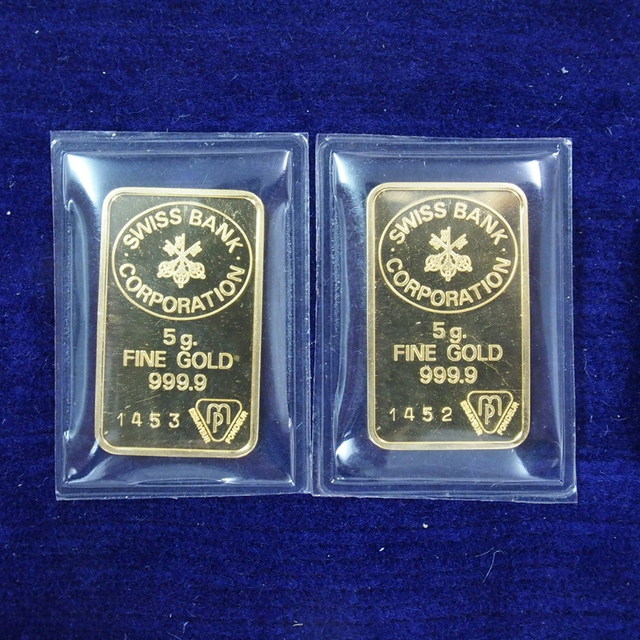 SWISS BANK
CORPORATION
5 g.
FINE GOLD
999.9
1453
SWISS BANK
CORPORATION
5 g.
FINE GOLD
999.9
1452